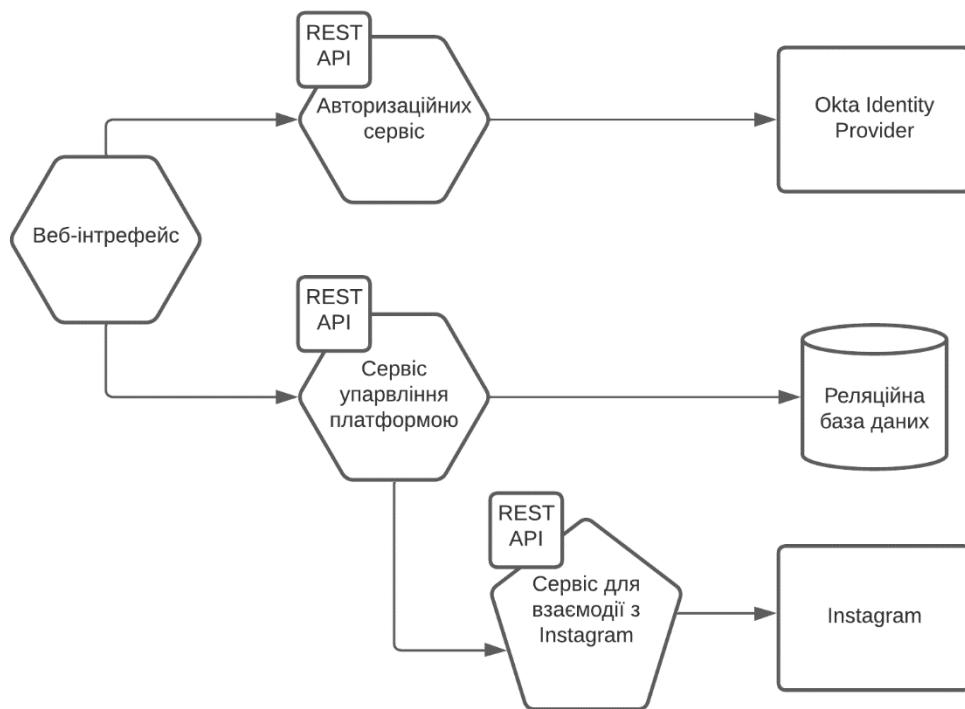 REST
API
Авторизаційних
сервіс
Okta Identity
Provider
Веб-інтрефейс
REST
API
Сервіс
упарвління
платформою
Реляційна
база даних
REST
API
Сервіс для
взаємодії з
Instagram
Instagram